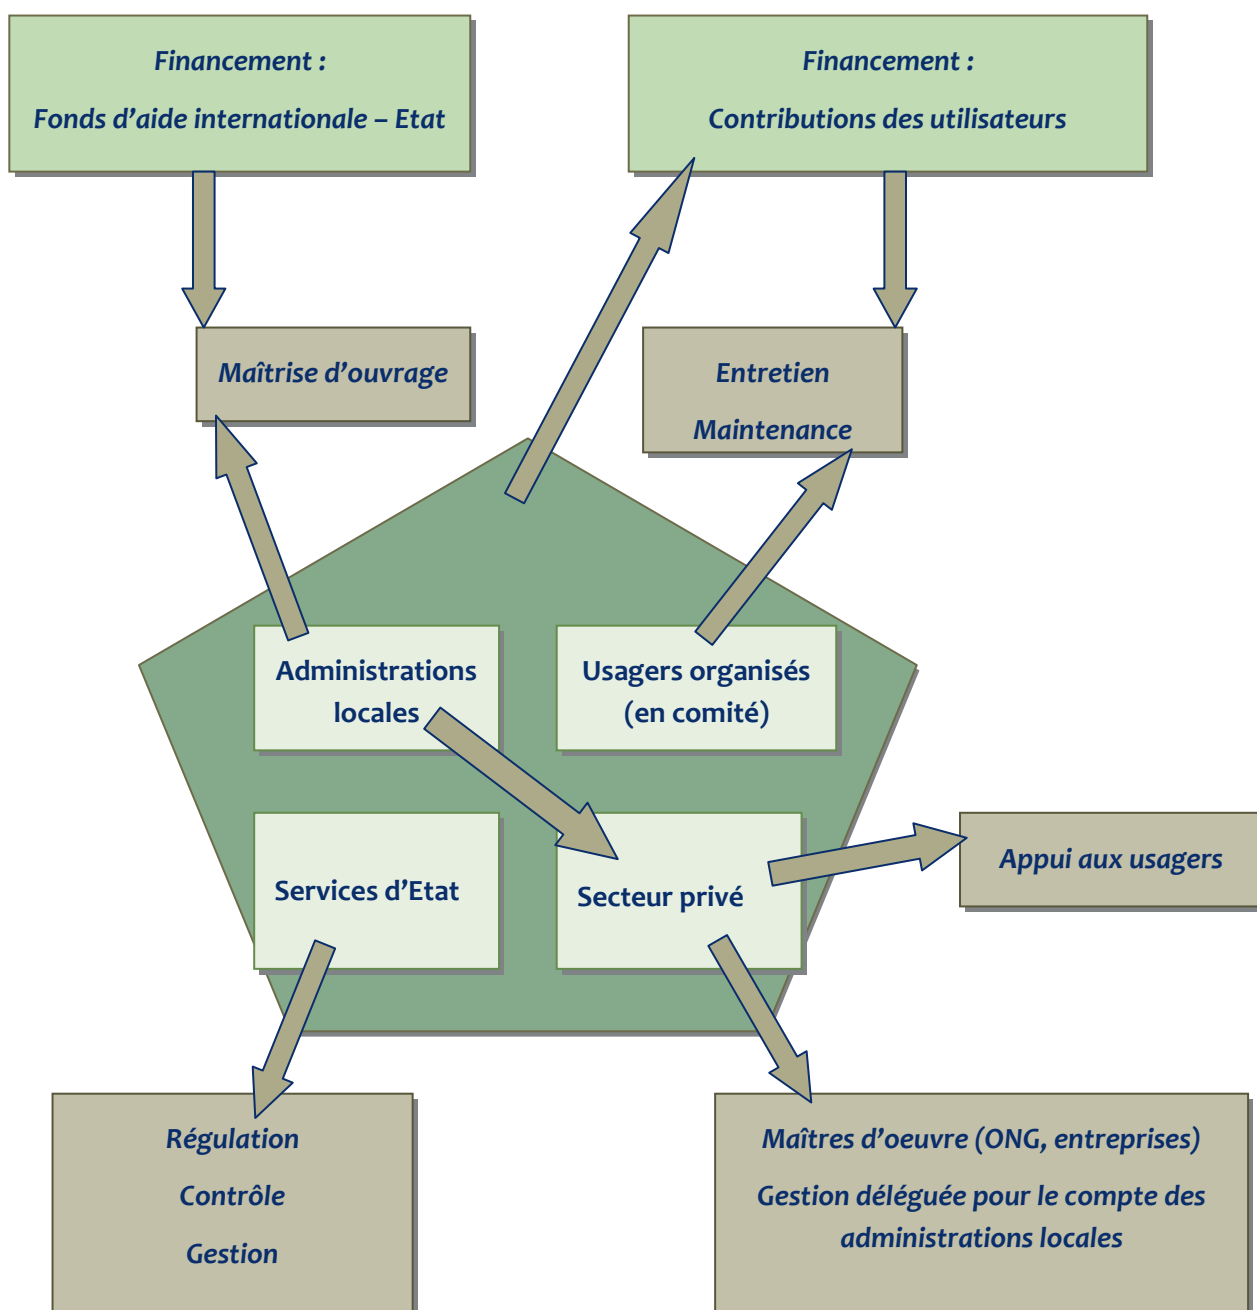 Financement :
Fonds d’aide internationale – Etat
Financement :
Contributions des utilisateurs
Maîtrise d’ouvrage
Entretien
Maintenance
Administrations
locales
Usagers organisés
(en comité)
Services d’Etat
Secteur privé
Appui aux usagers
Régulation
Contrôle
Gestion
Maîtres d’oeuvre (ONG, entreprises)
Gestion déléguée pour le compte des
administrations locales